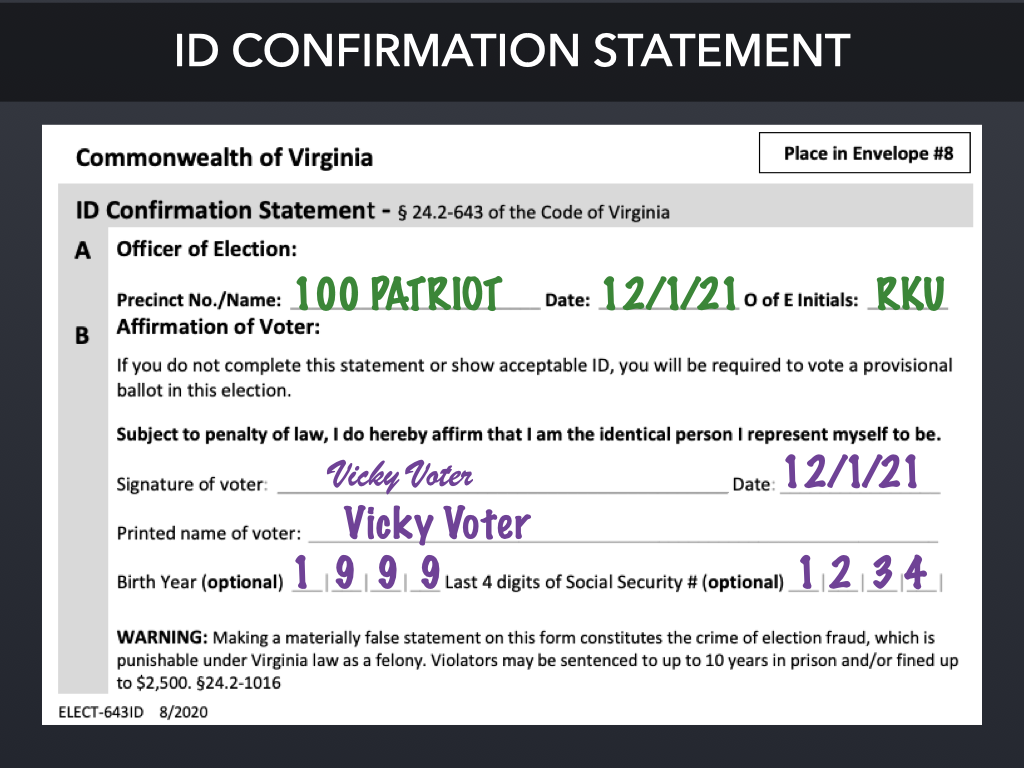 ID CONFIRMATION STATEMENT
Commonwealth of Virginia
Place in Envelope #8
ID Confirmation Statement - § 24.2-643 of the Code of Virginia
A Officer of Election:
Precinct No./Name: 100 PATRIOT Date: 12/1/21 O of E Initials: RKU
B Affirmation of Voter:
If you do not complete this statement or show acceptable ID, you will be required to vote a provisional
ballot in this election.
Subject to penalty of law, I do hereby affirm that I am the identical person I represent myself to be.
Signature of voter: Vicky Voter Date: 12/1/21
Printed name of voter: Vicky Voter
Birth Year (optional) 1 9 9 9 Last 4 digits of Social Security # (optional) 1 2 3 4
WARNING: Making a materially false statement on this form constitutes the crime of election fraud, which is
punishable under Virginia law as a felony. Violators may be sentenced to up to 10 years in prison and/or fined up
to $2,500. §24.2-1016
ELECT-643ID 8/2020